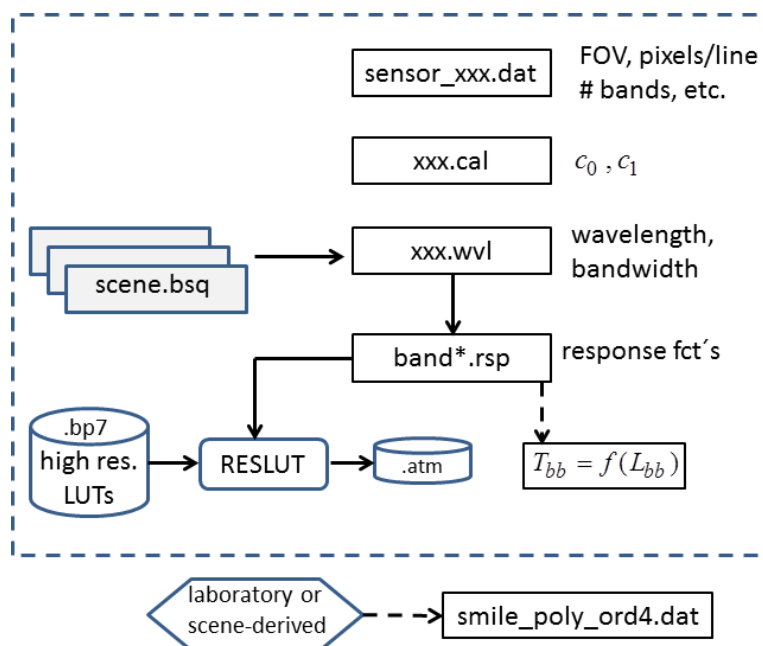 sensor_xxx.dat
FOV, pixels/line
# bands, etc.
xxx.cal
c0 , c1
scene.bsq
xxx.wvl
wavelength,
bandwidth
band*.rsp
response fct´s
.bp7
high res.
LUTs
RESLUT
.atm
Tbb = f(Lbb)
laboratory or
scene-derived
smile_poly_ord4.dat